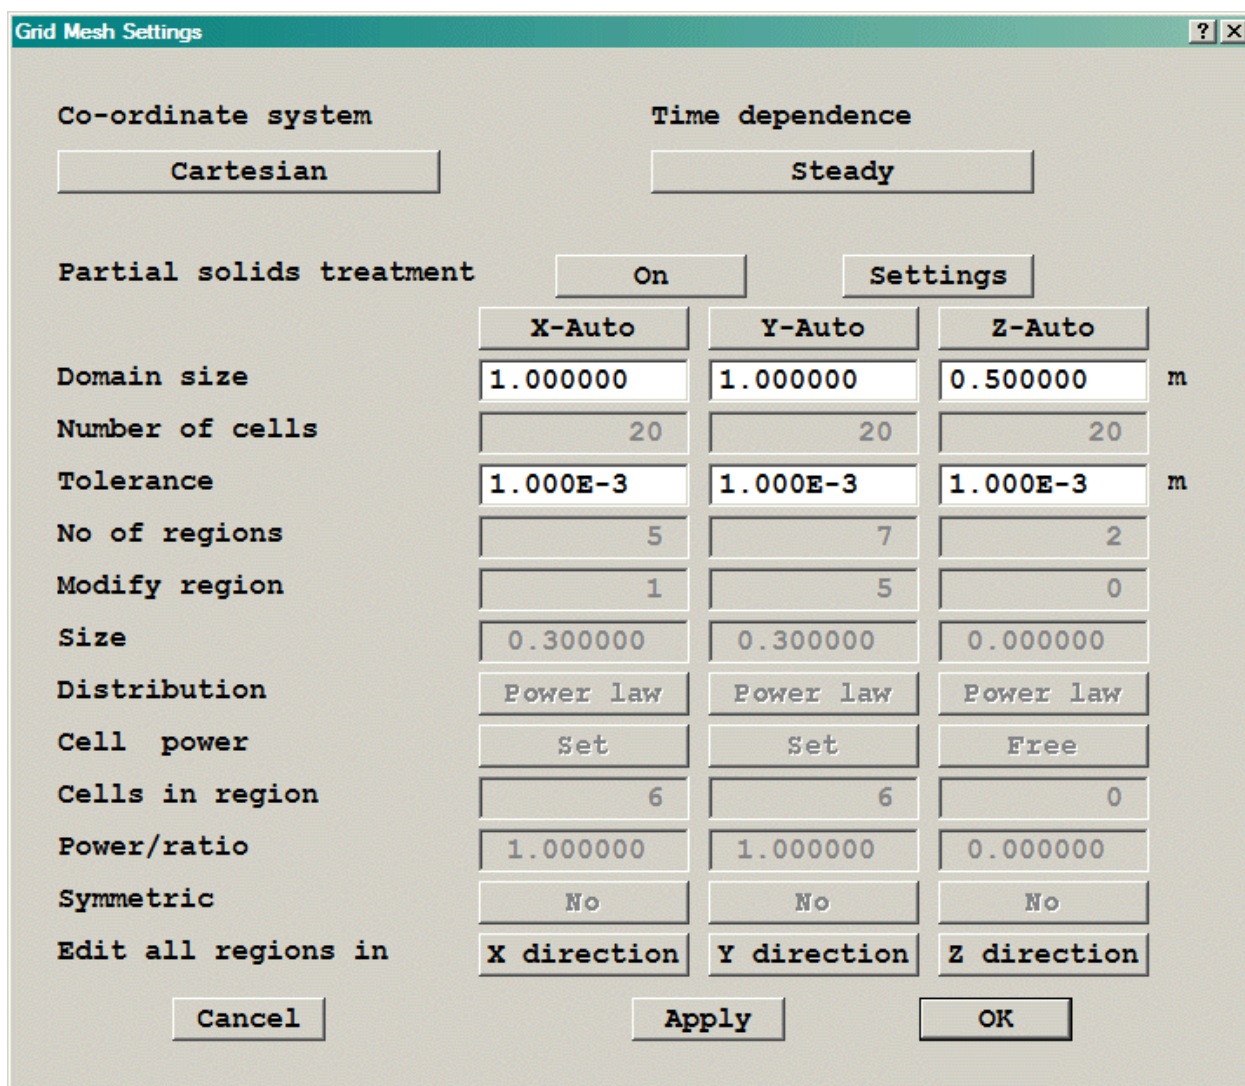 Grid Mesh Settings
Co-ordinate system Time dependence
Cartesian Steady
Partial solids treatment On Settings
X-Auto Y-Auto Z-Auto
Domain size 1.000000 1.000000 0.500000 m
Number of cells 20 20 20
Tolerance 1.000E-3 1.000E-3 1.000E-3 m
No of regions 5 7 2
Modify region 1 5 0
Size 0.300000 0.300000 0.000000
Distribution Power law Power law Power law
Cell power Set Set Free
Cells in region 6 6 0
Power/ratio 1.000000 1.000000 0.000000
Symmetric No No No
Edit all regions in X direction Y direction Z direction
Cancel Apply OK